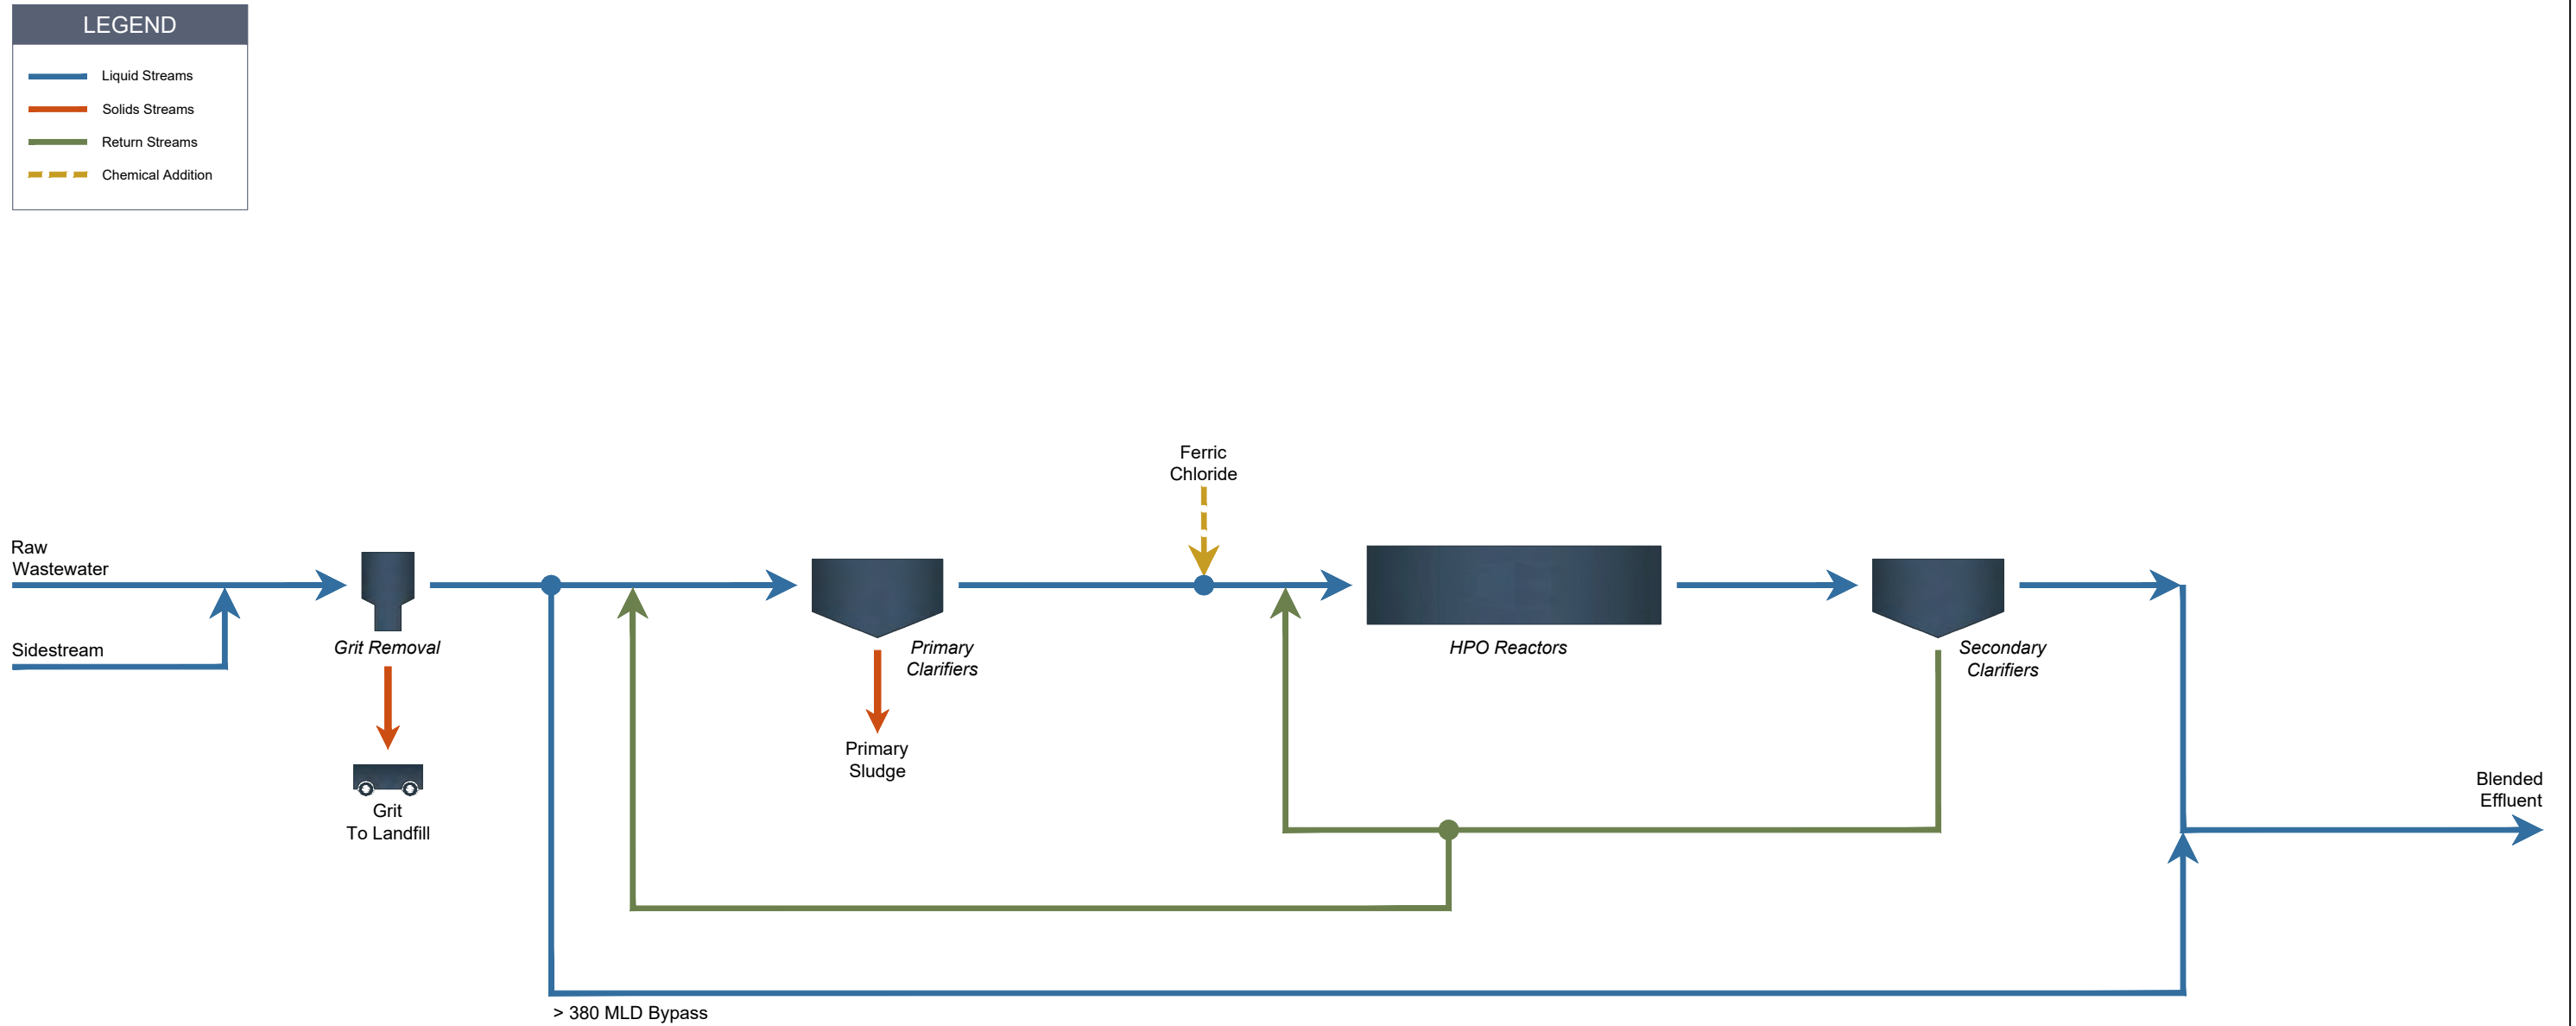 LEGEND
Liquid Streams
Solids Streams
Return Streams
Chemical Addition
Ferric
Chloride
Raw
Wastewater
Sidestream
Grit Removal
Primary
Clarifiers
HPO Reactors
Secondary
Clarifiers
Primary
Sludge
Grit
To Landfill
Blended
Effluent
> 380 MLD Bypass